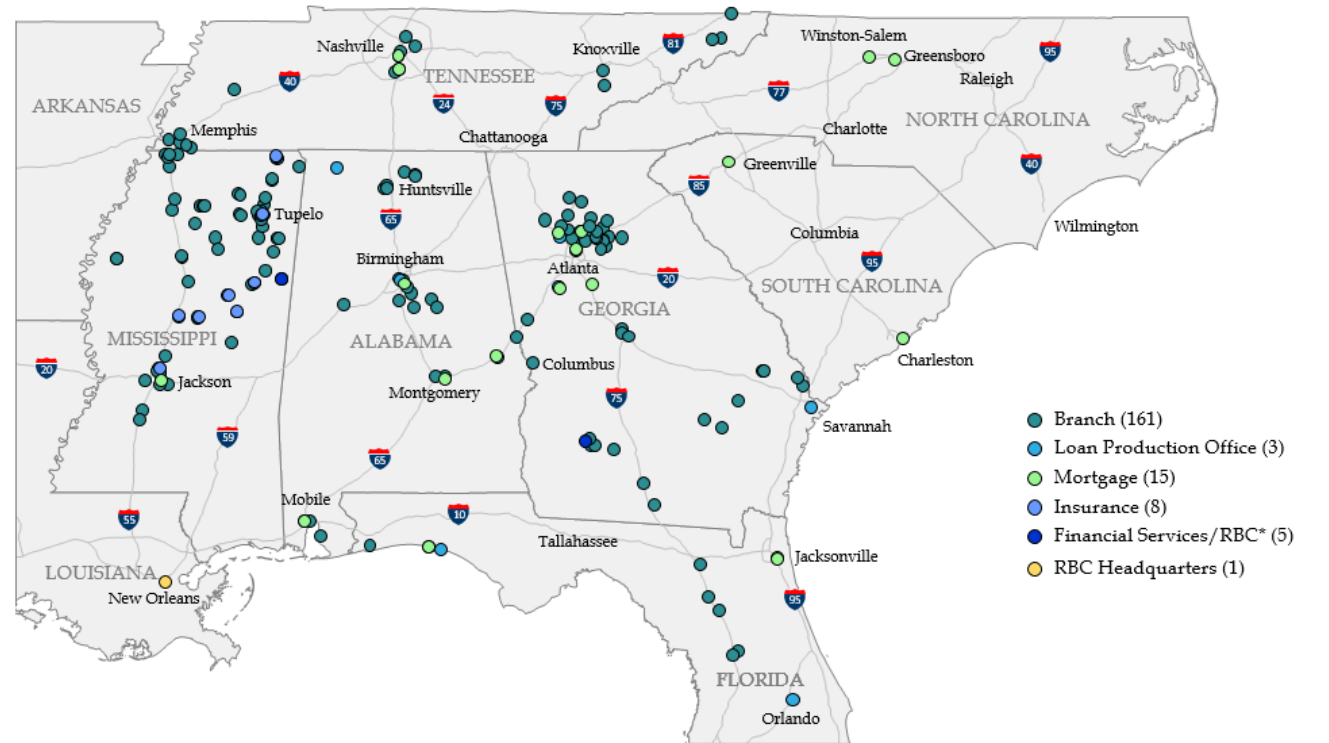 Winston-Salem
Nashville
Knoxville
81
95
Greensboro
TENNESSEE
Raleigh
40
77
ARKANSAS
24
75
NORTH CAROLINA
Memphis
Charlotte
Chattanooga
40
Greenville
85
Huntsville
Tupelo
65
Wilmington
Columbia
Birmingham
95
Atlanta
20
SOUTH CAROLINA
GEORGIA
MISSISSIPPI
ALABAMA
Charleston
20
Columbus
Jackson
Montgomery
75
Branch (161)
Savannah
59
Loan Production Office (3)
65
Mortgage (15)
Mobile
Insurance (8)
55
10
Financial Services/RBC* (5)
Tallahassee
Jacksonville
RBC Headquarters (1)
LOUISIANA
New Orleans
95
FLORIDA
Orlando